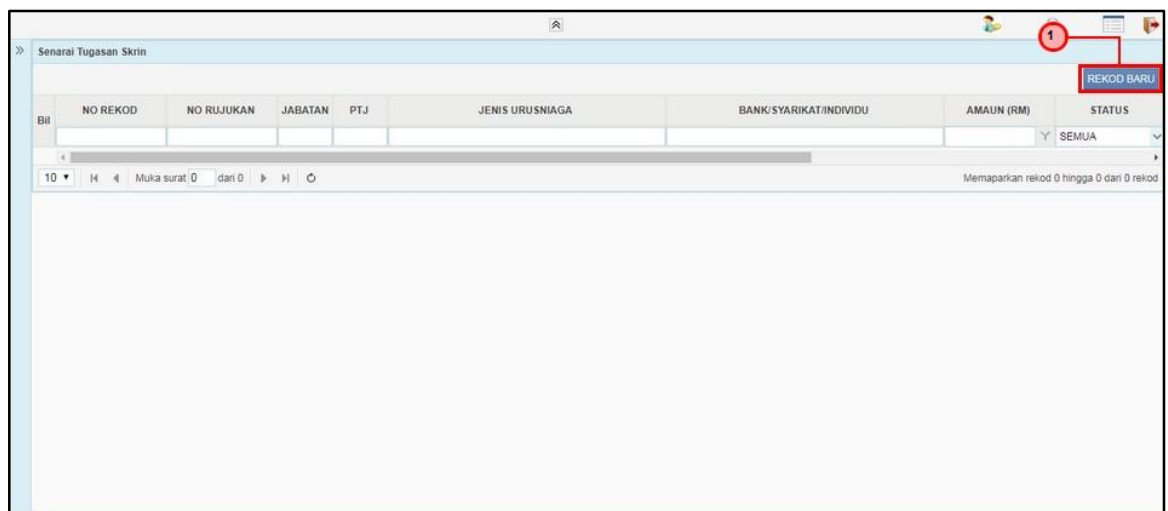 1
Senarai Tugasan Skrin
REKOD BARU
Bil NO REKOD NO RUJUKAN JABATAN PTJ JENIS URUSNIAGA BANK/SYARIKAT/INDIVIDU AMAUN (RM) STATUS
SEMUA
10 Muka surat 0 dari 0 Memaparkan rekod 0 hingga 0 dari 0 rekod